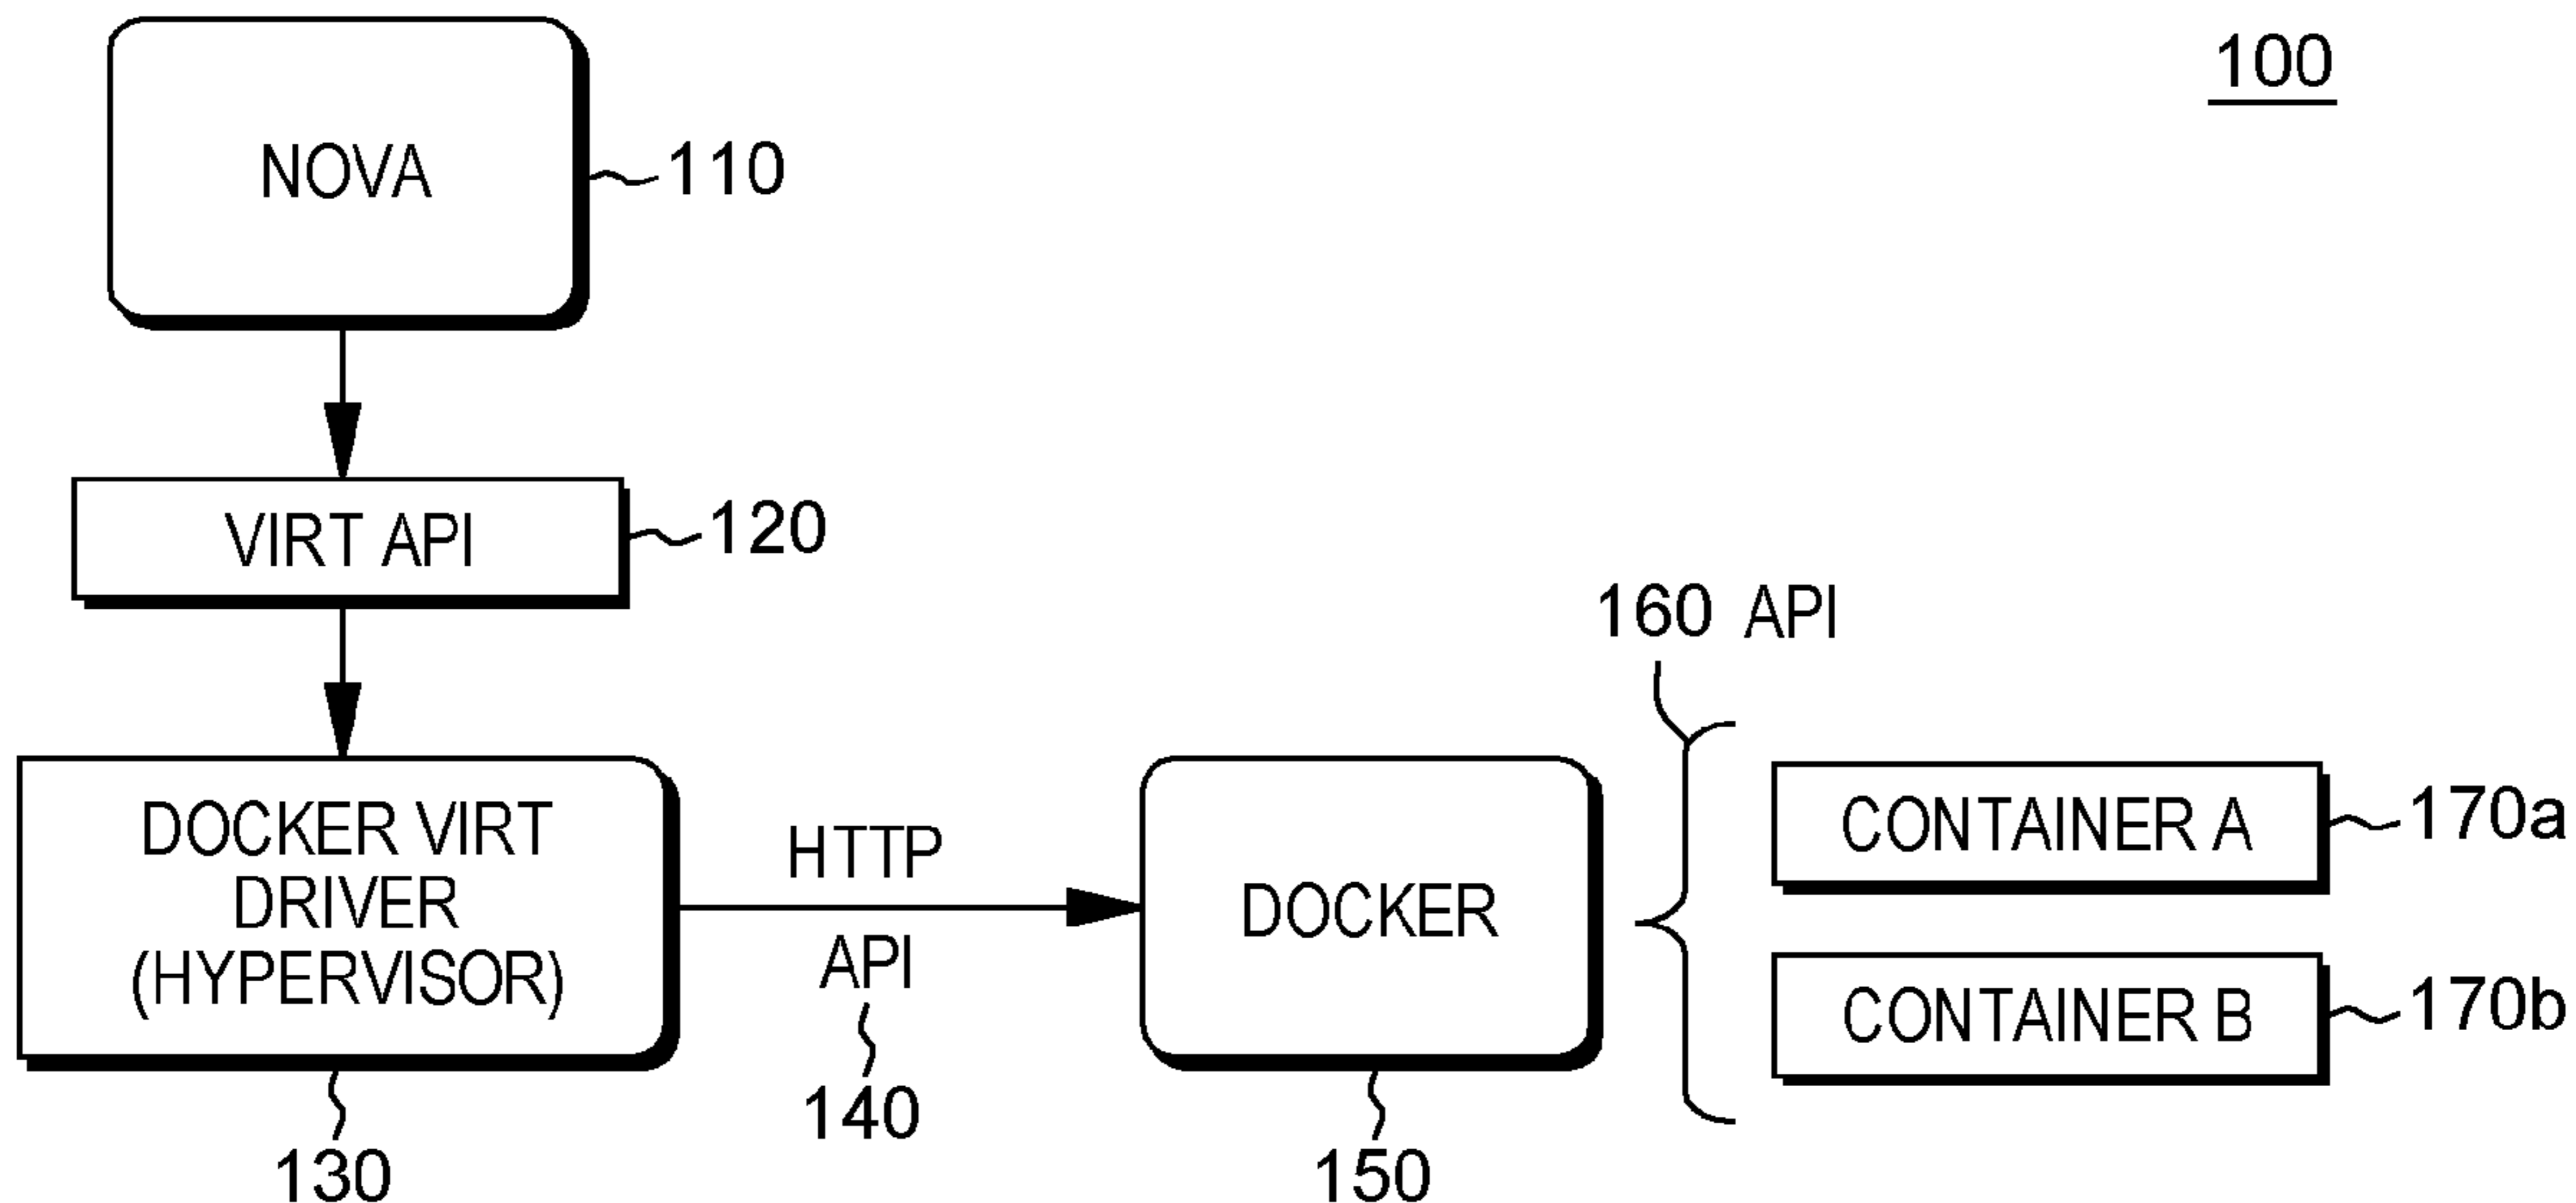 100
NOVA
110
VIRT API
120
160 API
DOCKER VIRT
DRIVER
(HYPERVISOR)
130
HTTP
API
140
DOCKER
150
CONTAINER A
170a
CONTAINER B
170b